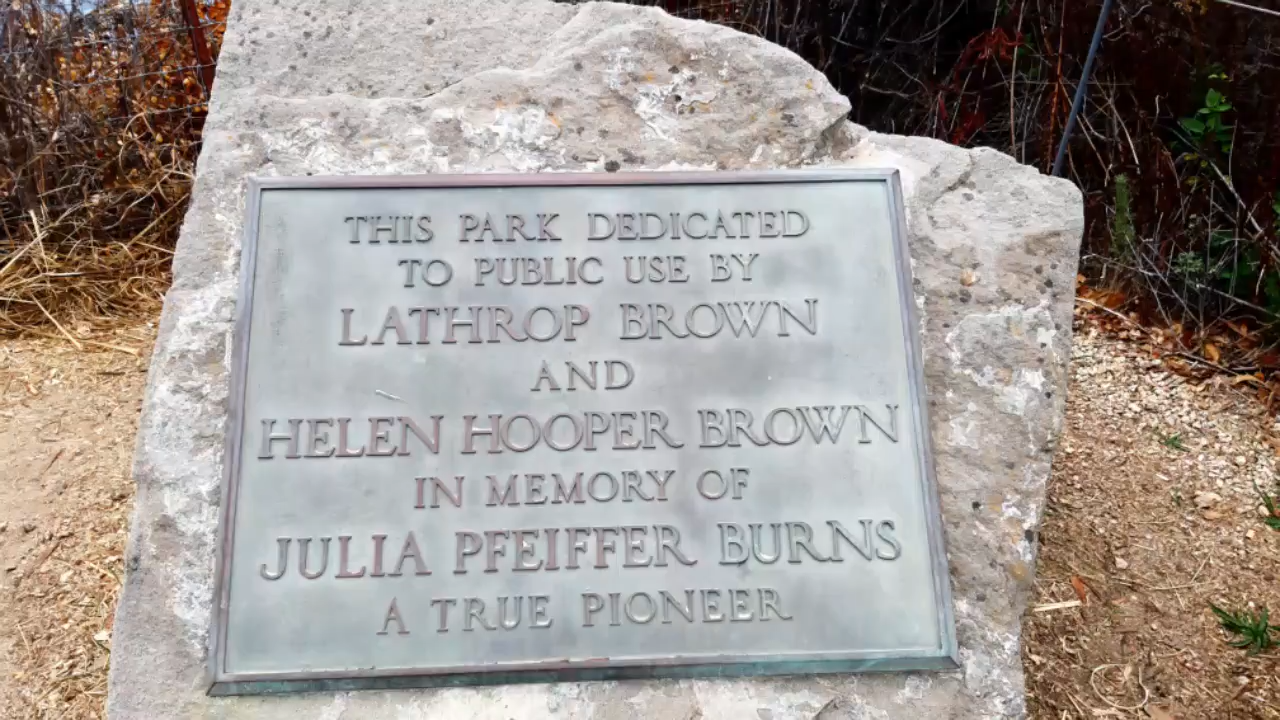 THIS PARK DEDICATED
TO PUBLIC USE BY
LATHROP BROWN
AND
HELEN HOOPER BROWN
IN MEMORY OF
JULIA PFEIFFER BURNS
A TRUE PIONEER